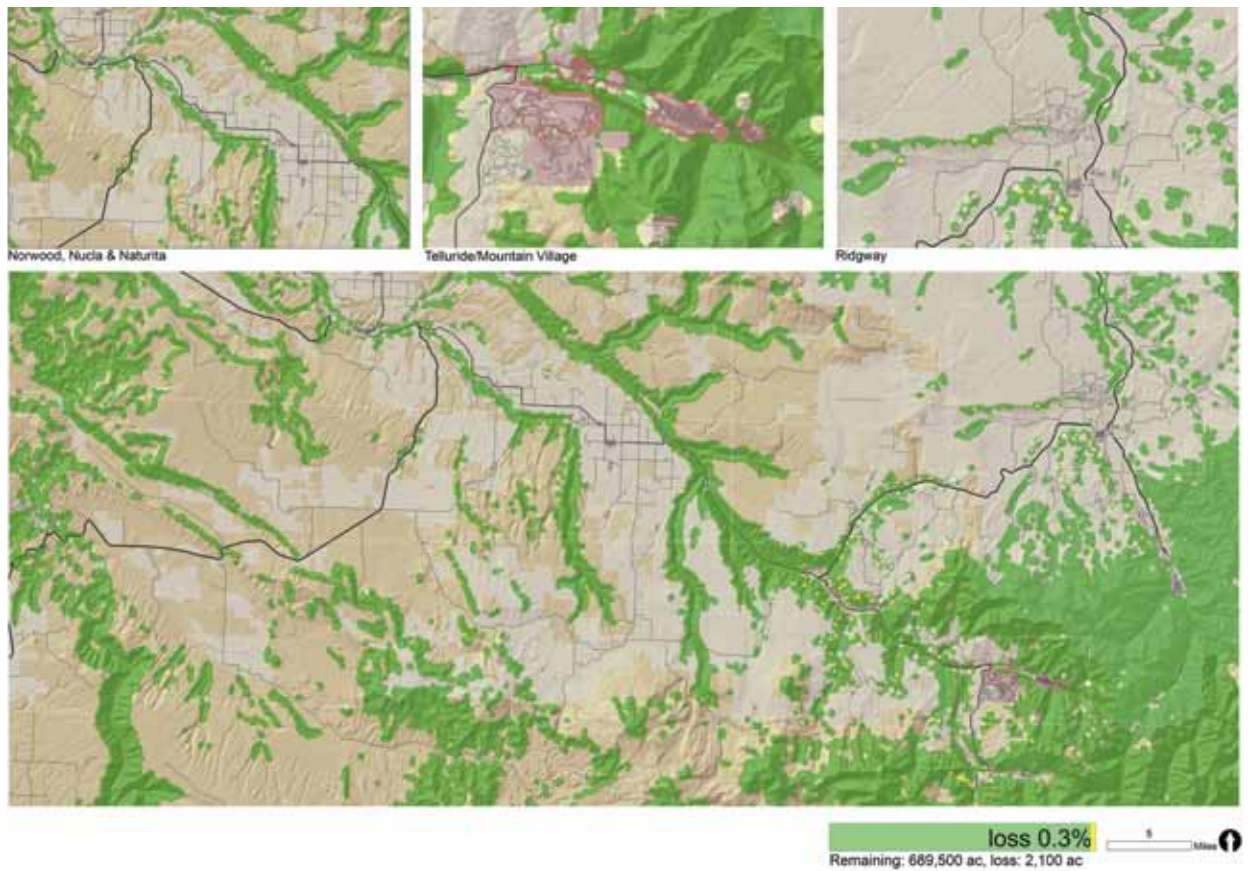 Norwood, Nucla & Naturita
Telluride/Mountain Village
Ridgway
loss 0.3%
5
Miles
Remaining: 689,500 ac, loss: 2,100 ac